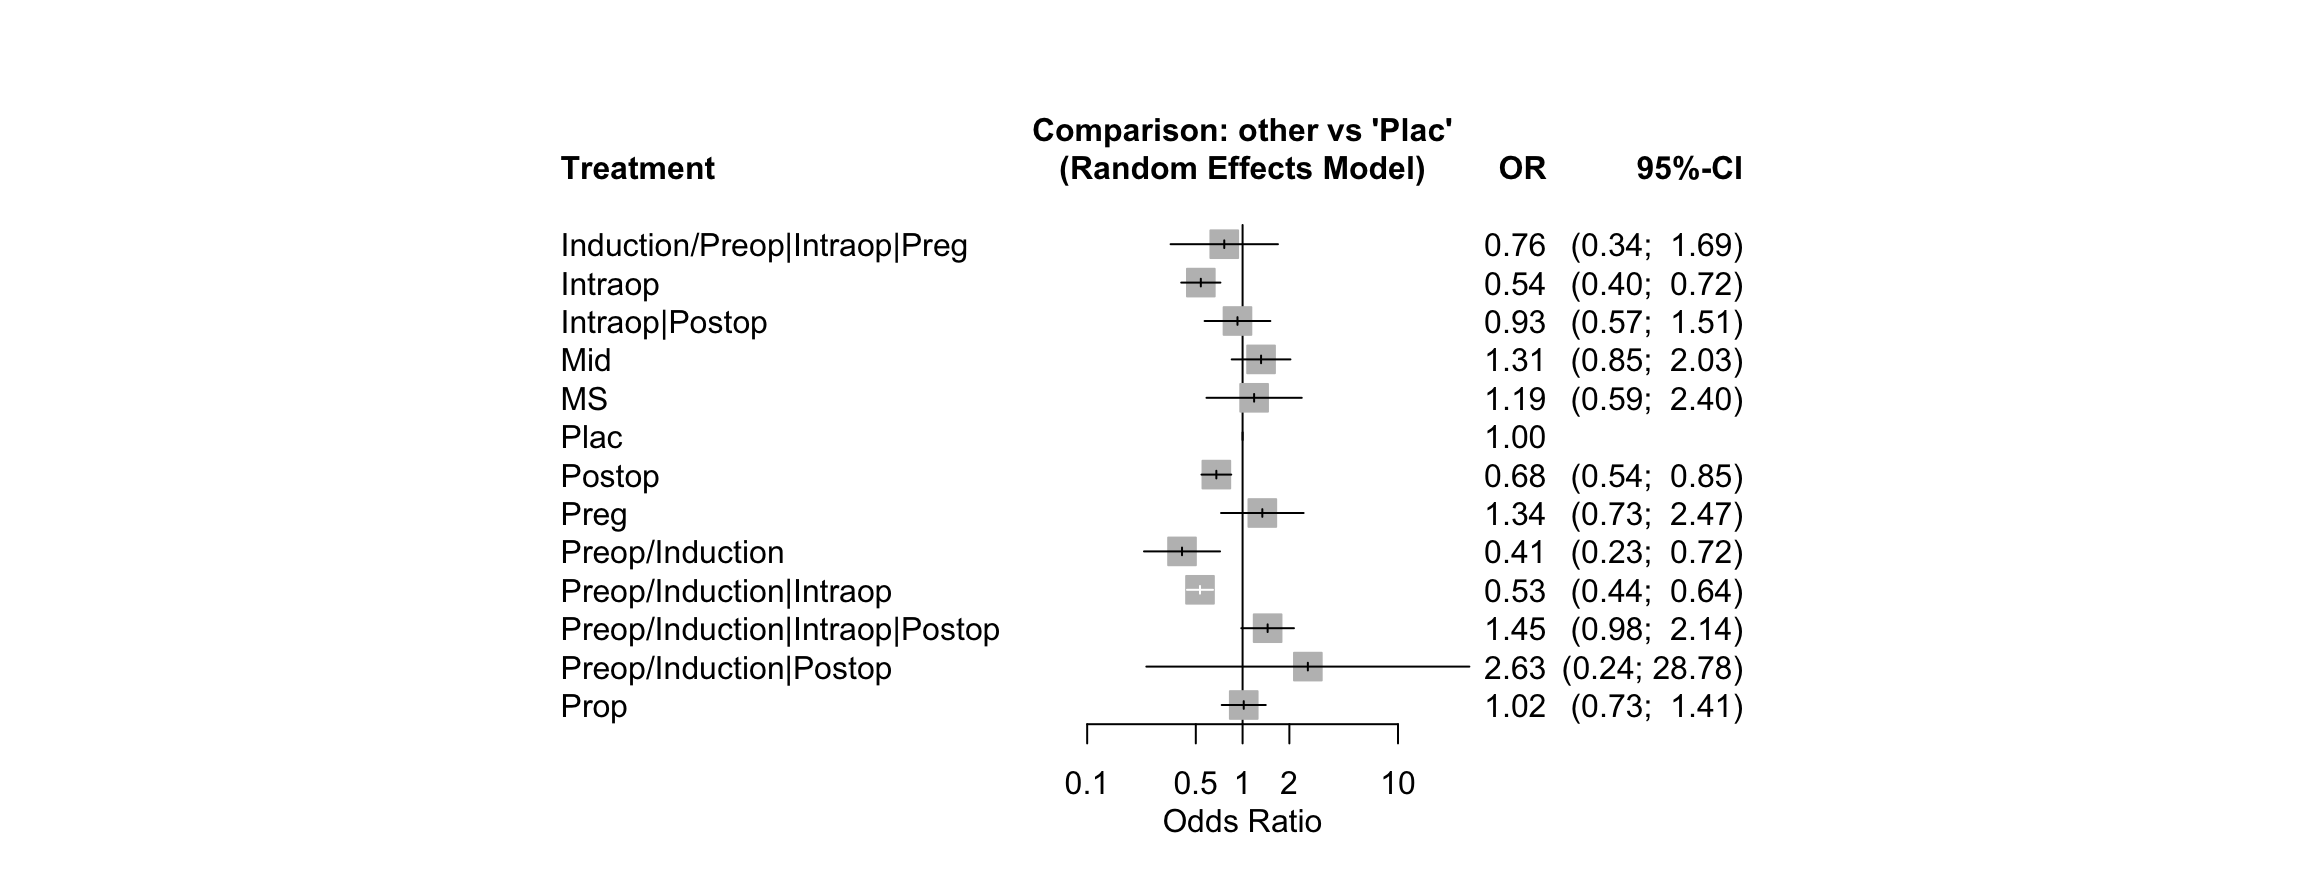 Comparison: other vs 'Plac'
Treatment (Random Effects Model) OR 95%-CI
Induction/Preop|Intraop|Preg 0.76 (0.34; 1.69)
Intraop 0.54 (0.40; 0.72)
Intraop|Postop 0.93 (0.57; 1.51)
Mid 1.31 (0.85; 2.03)
MS 1.19 (0.59; 2.40)
Plac 1.00
Postop 0.68 (0.54; 0.85)
Preg 1.34 (0.73; 2.47)
Preop/Induction 0.41 (0.23; 0.72)
Preop/Induction|Intraop 0.53 (0.44; 0.64)
Preop/Induction|Intraop|Postop 1.45 (0.98; 2.14)
Preop/Induction|Postop 2.63 (0.24; 28.78)
Prop 1.02 (0.73; 1.41)
0.1 0.5 1 2 10
Odds Ratio